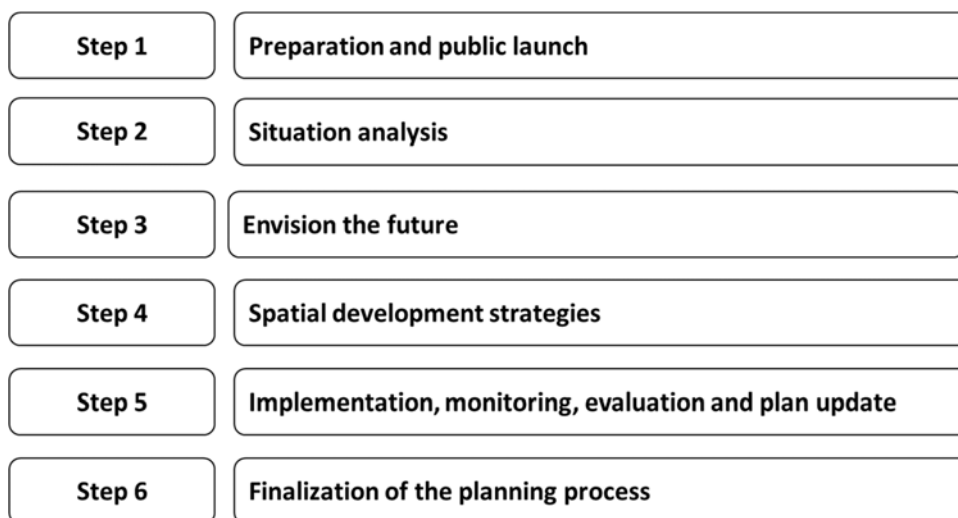 Step 1 Preparation and public launch
Step 2 Situation analysis
Step 3 Envision the future
Step 4 Spatial development strategies
Step 5 Implementation, monitoring, evaluation and plan update
Step 6 Finalization of the planning process